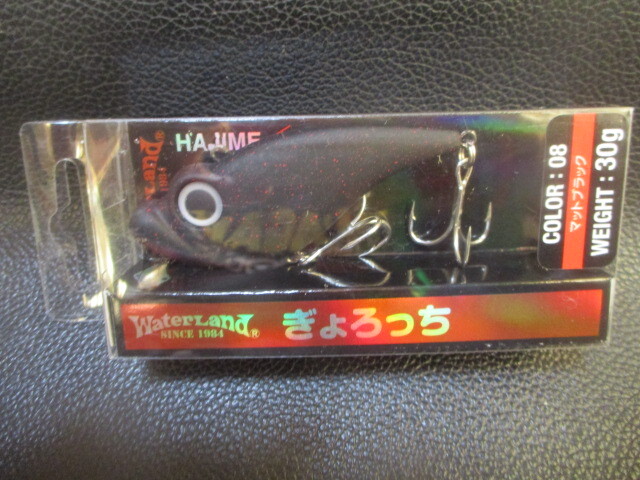 HAJIME
WATERLAND®
SINCE 1984
ぎょろっち
COLOR : 08
マットブラック
WEIGHT : 30g